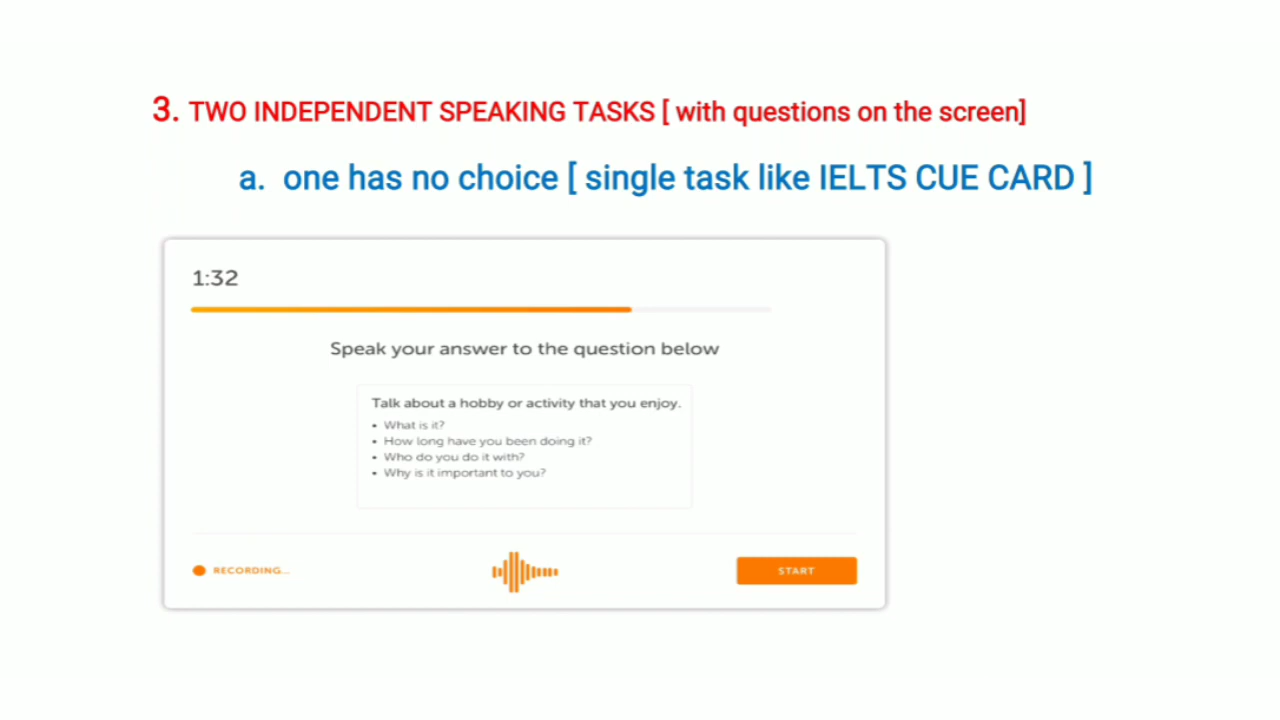 3. TWO INDEPENDENT SPEAKING TASKS [ with questions on the screen]
a. one has no choice [ single task like IELTS CUE CARD ]
1:32
Speak your answer to the question below
Talk about a hobby or activity that you enjoy.
• What is it?
• How long have you been doing it?
• Who do you do it with?
• Why is it important to you?
RECORDING...
START